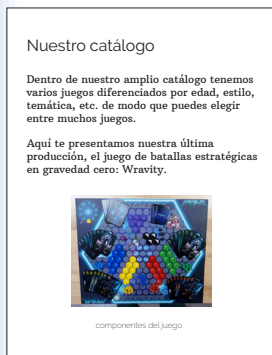 Nuestro catálogo
Dentro de nuestro amplio catálogo tenemos
varios juegos diferenciados por edad, estilo,
temática, etc. de modo que puedes elegir
entre muchos juegos.
Aquí te presentamos nuestra última
producción, el juego de batallas estratégicas
en gravedad cero: Wravity.
componentes del juego